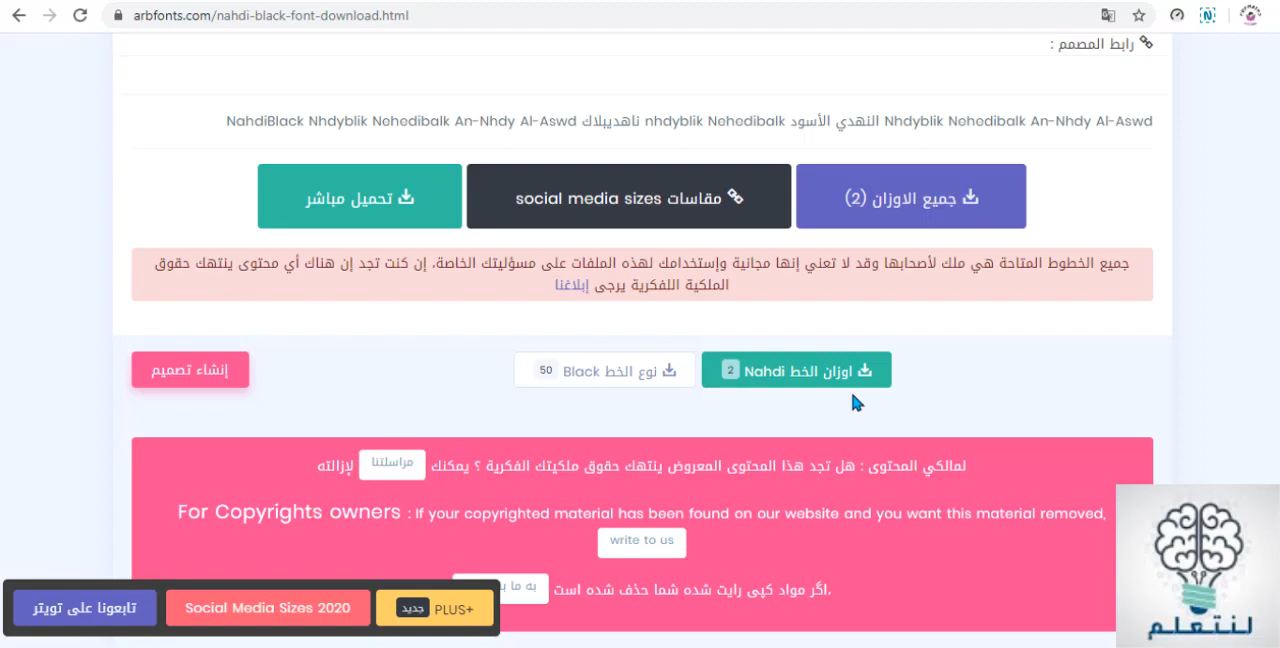 arbfonts.com/nahdi-black-font-download.html
رابط المصمم :
NahdiBlack Nhdyblik Nehedibalk An-Nhdy Al-Aswd ناهديبلاك nhdyblik Nehedibalk النهدي الأسود Nhdyblik Nehedibalk An-Nhdy Al-Aswd
جميع الاوزان (2)
مقاسات social media sizes
تحميل مباشر
جميع الخطوط المتاحة هي ملك لأصحابها وقد لا تعني إنها مجانية وإستخدامك لهذه الملفات على مسؤليتك الخاصة، إن كنت تجد إن هناك أي محتوى ينتهك حقوق
الملكية اللفكرية يرجى إبلاغنا
اوزان الخط Nahdi 2
نوع الخط Black 50
إنشاء تصميم
لمالكي المحتوى : هل تجد هذا المحتوى المعروض ينتهك حقوق ملكيتك الفكرية ؟ يمكنك مراسلتنا لإزالته
For Copyrights owners : If your copyrighted material has been found on our website and you want this material removed,
write to us
اگر مواد کپی رایت شده شما حذف شده است. به ما
تابعونا على تويتر
Social Media Sizes 2020
جديد PLUS+
لنتعلم